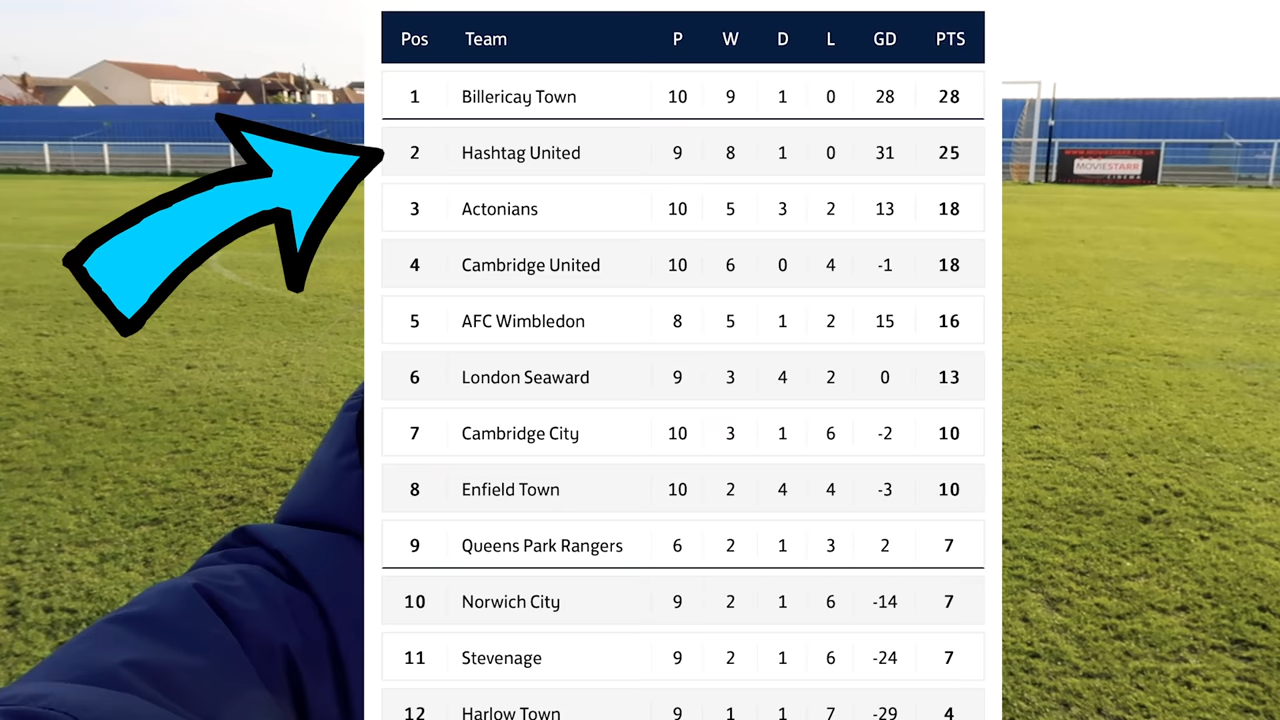 Pos Team P W D L GD PTS
1 Billericay Town 10 9 1 0 28 28
2 Hashtag United 9 8 1 0 31 25
3 Actonians 10 5 3 2 13 18
4 Cambridge United 10 6 0 4 -1 18
5 AFC Wimbledon 8 5 1 2 15 16
6 London Seaward 9 3 4 2 0 13
7 Cambridge City 10 3 1 6 -2 10
8 Enfield Town 10 2 4 4 -3 10
9 Queens Park Rangers 6 2 1 3 2 7
10 Norwich City 9 2 1 6 -14 7
11 Stevenage 9 2 1 6 -24 7
12 Harlow Town 9 1 1 7 -29 4
WWW.MOVIESTARR.CO.UK
MOVIESTARR
CINEMA